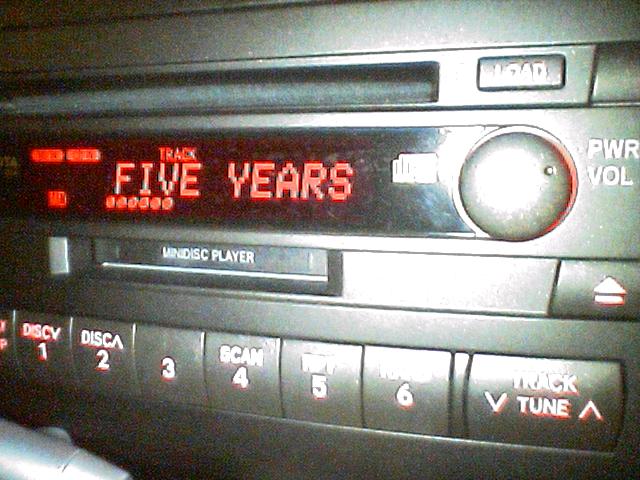 LOAD
TRACK
FIVE YEARS
MD
PWR
VOL
MINIDISC PLAYER
DISC∨
1
DISC∧
2
3
SCAN
4
RPT
5
6
TRACK
∨ TUNE ∧